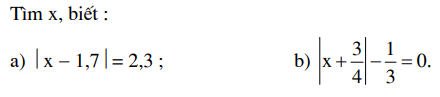 Tìm x, biết :
a) |x − 1,7| = 2,3 ; b) |x + 3/4| − 1/3 = 0.